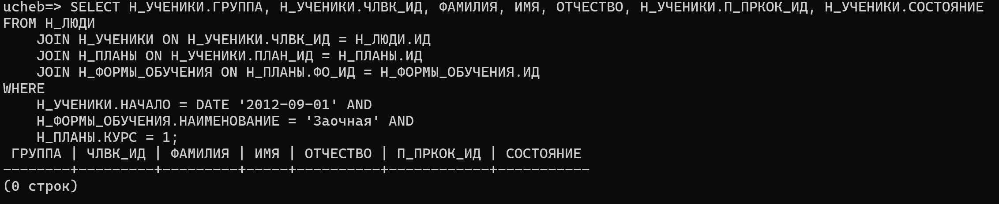 ucheb=> SELECT Н_УЧЕНИКИ.ГРУППА, Н_УЧЕНИКИ.ЧЛВК_ИД, ФАМИЛИЯ, ИМЯ, ОТЧЕСТВО, Н_УЧЕНИКИ.П_ПРКОК_ИД, Н_УЧЕНИКИ.СОСТОЯНИЕ
FROM Н_ЛЮДИ
    JOIN Н_УЧЕНИКИ ON Н_УЧЕНИКИ.ЧЛВК_ИД = Н_ЛЮДИ.ИД
    JOIN Н_ПЛАНЫ ON Н_УЧЕНИКИ.ПЛАН_ИД = Н_ПЛАНЫ.ИД
    JOIN Н_ФОРМЫ_ОБУЧЕНИЯ ON Н_ПЛАНЫ.ФО_ИД = Н_ФОРМЫ_ОБУЧЕНИЯ.ИД
WHERE
    Н_УЧЕНИКИ.НАЧАЛО = DATE '2012-09-01' AND
    Н_ФОРМЫ_ОБУЧЕНИЯ.НАИМЕНОВАНИЕ = 'Заочная' AND
    Н_ПЛАНЫ.КУРС = 1;
 ГРУППА | ЧЛВК_ИД | ФАМИЛИЯ | ИМЯ | ОТЧЕСТВО | П_ПРКОК_ИД | СОСТОЯНИЕ
--------+---------+---------+-----+----------+------------+-----------
(0 строк)